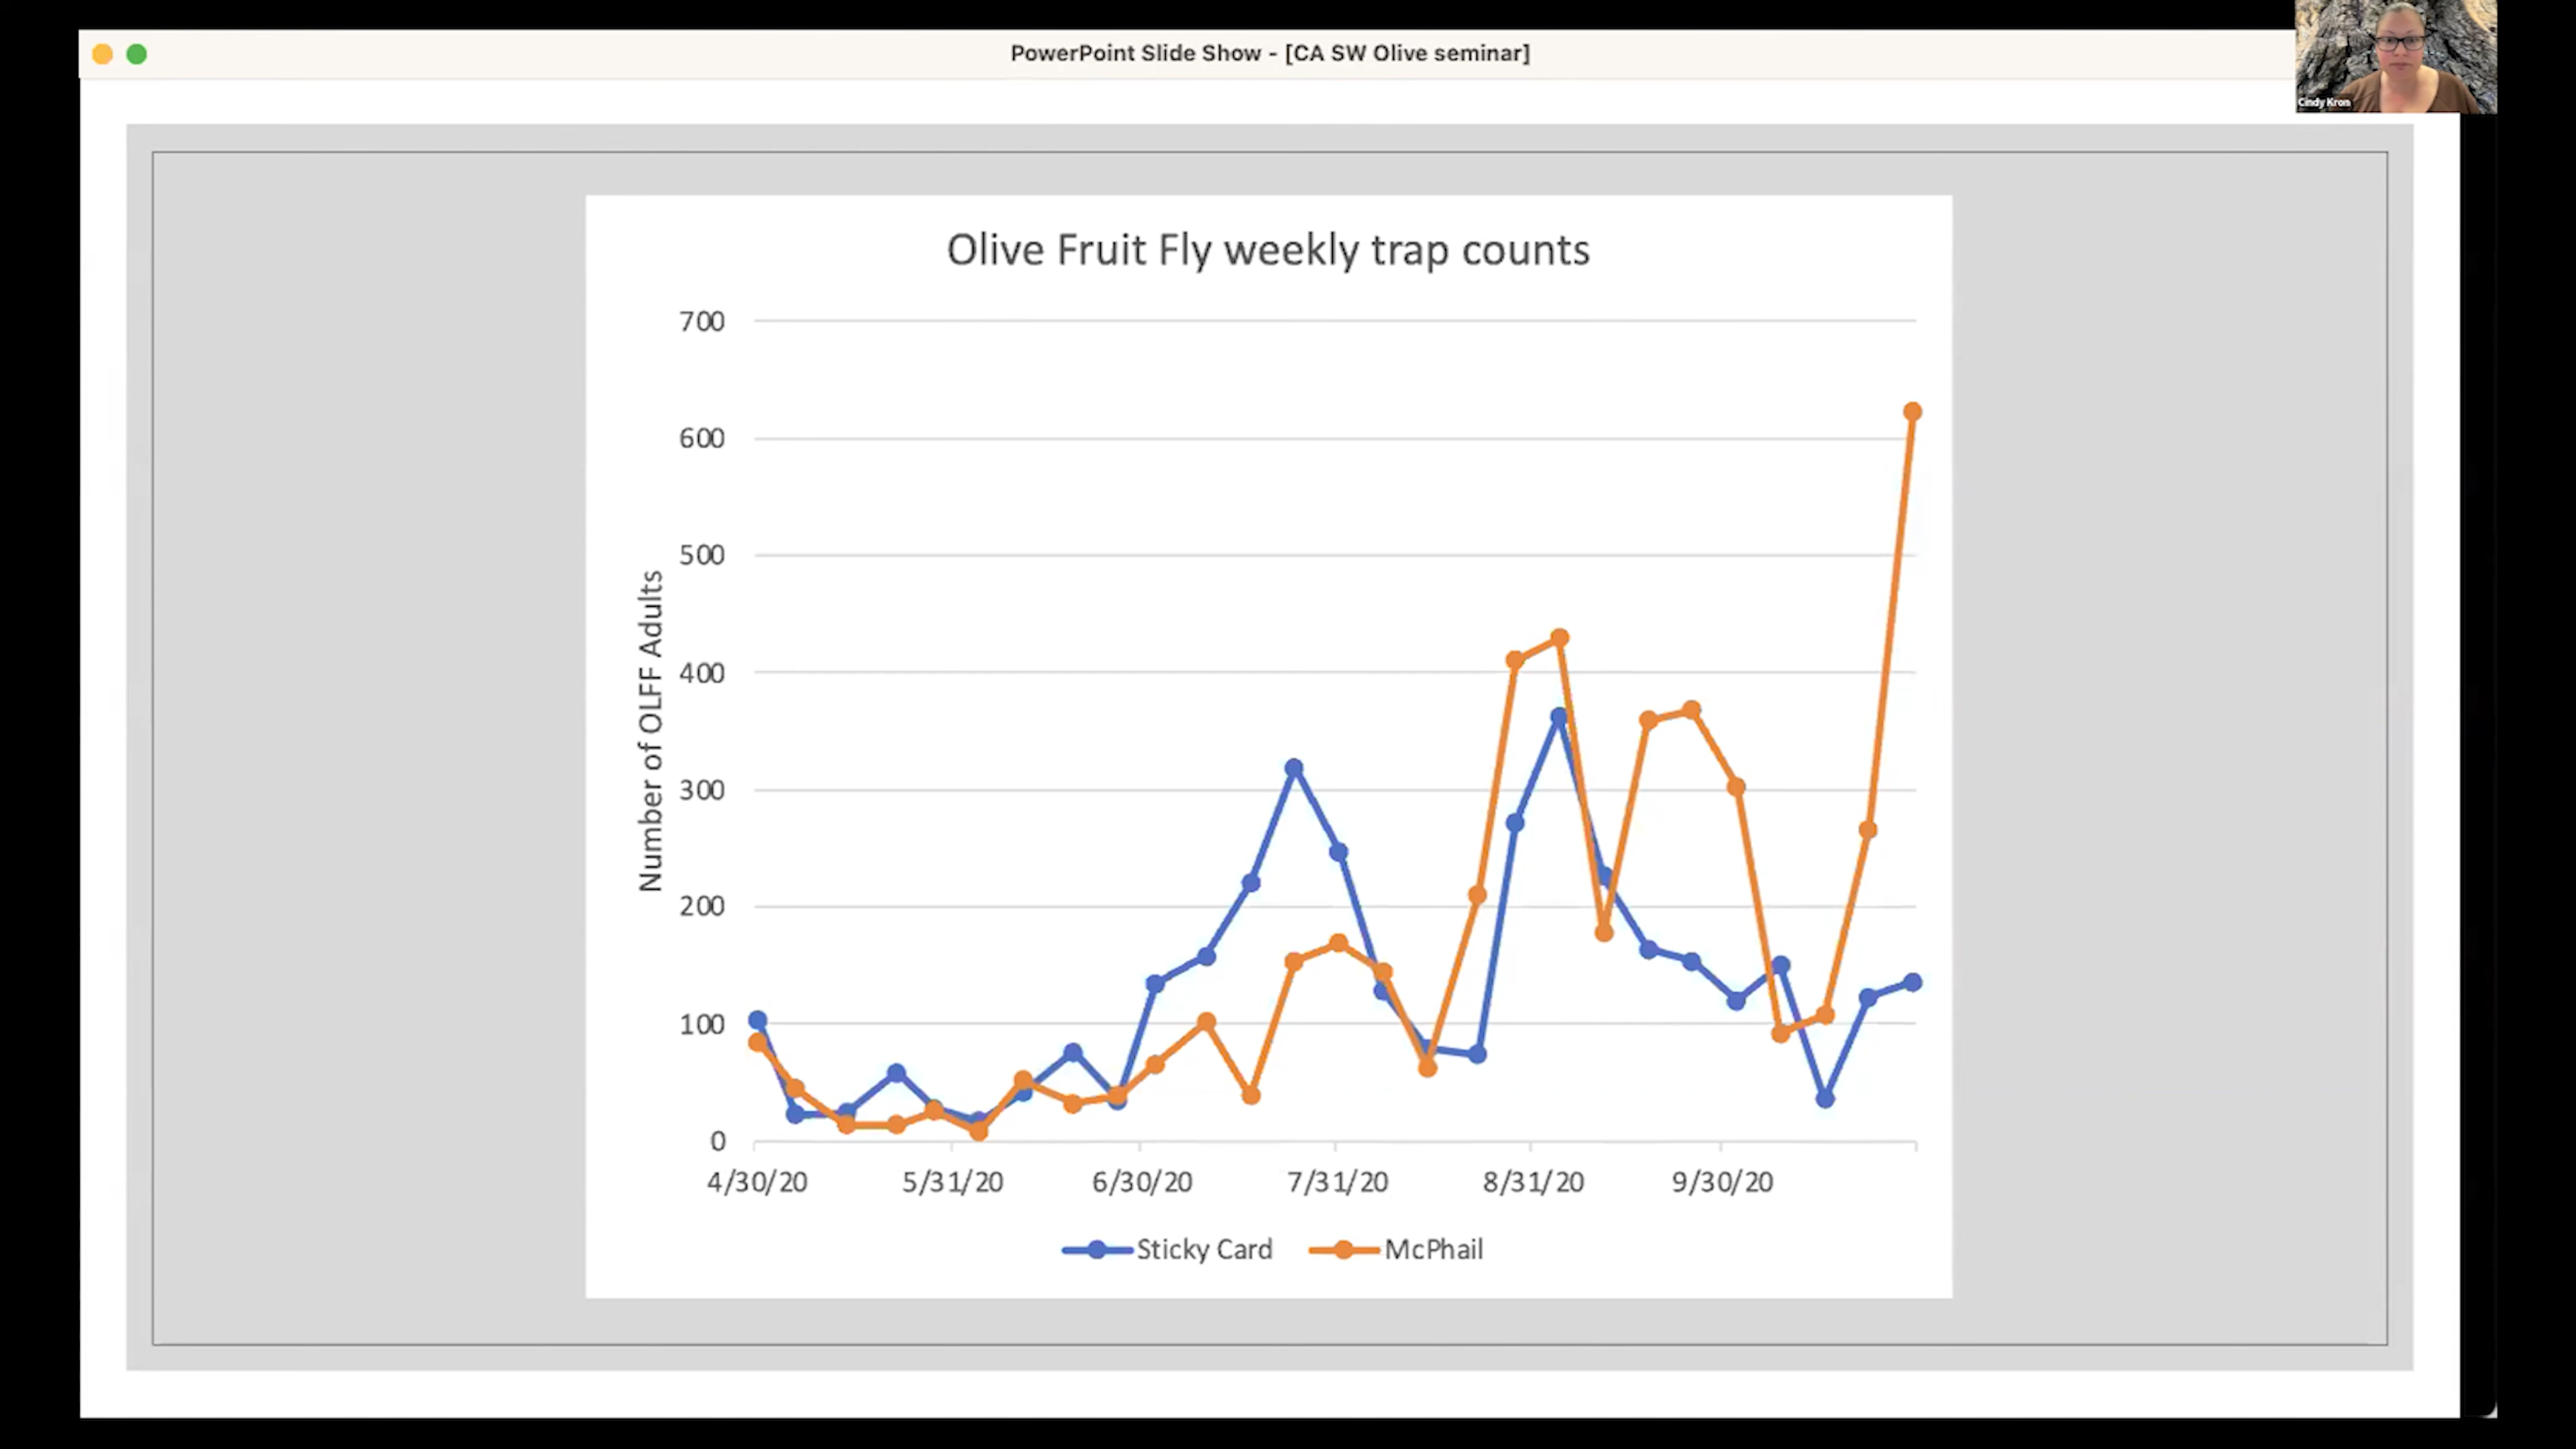 PowerPoint Slide Show - [CA SW Olive seminar]
Cindy Kron
Olive Fruit Fly weekly trap counts
Number of OLFF Adults
700
600
500
400
300
200
100
0
4/30/20 5/31/20 6/30/20 7/31/20 8/31/20 9/30/20
Sticky Card McPhail